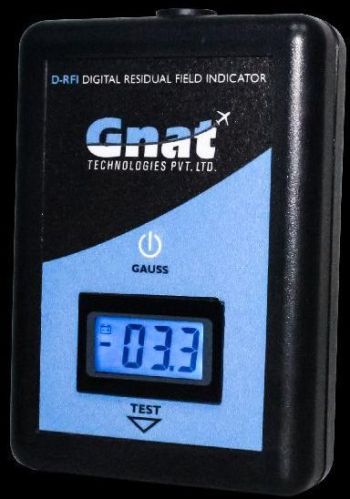 D-RFI DIGITAL RESIDUAL FIELD INDICATOR
Gnat
TECHNOLOGIES PVT. LTD.
GAUSS
-03.3
TEST